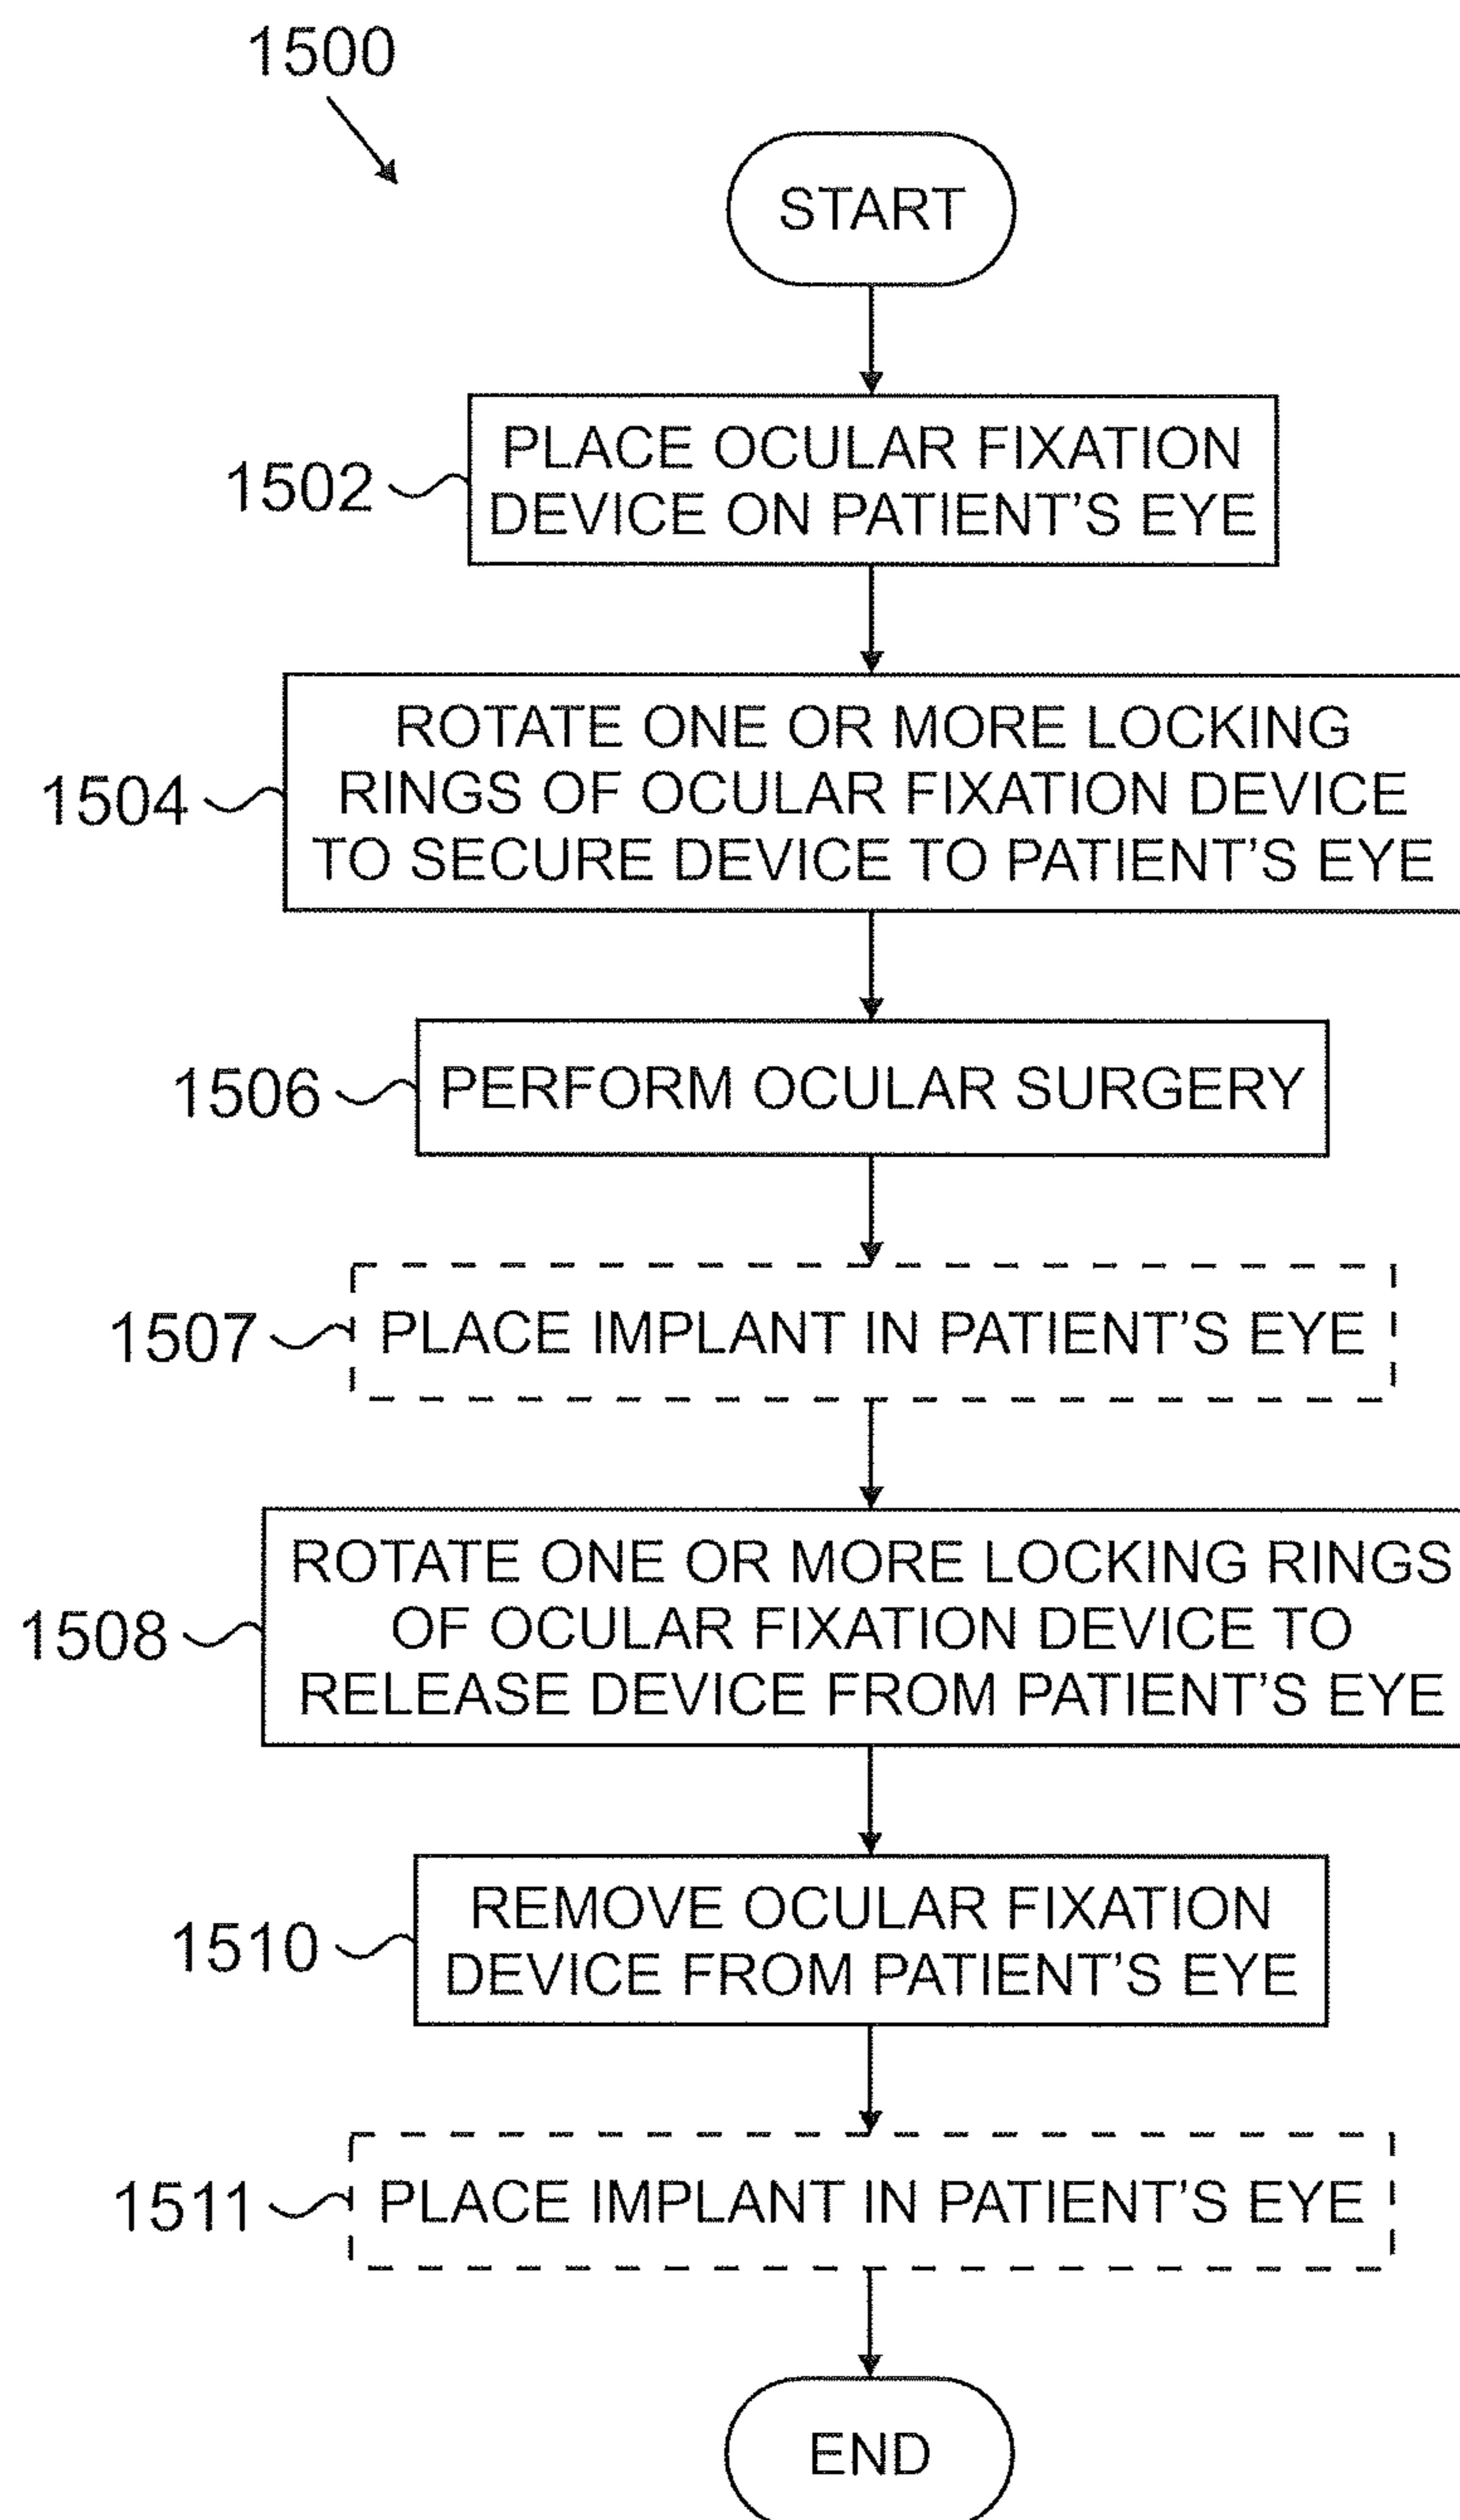 1500
START
1502
PLACE OCULAR FIXATION
DEVICE ON PATIENT'S EYE
1504
ROTATE ONE OR MORE LOCKING
RINGS OF OCULAR FIXATION DEVICE
TO SECURE DEVICE TO PATIENT'S EYE
1506
PERFORM OCULAR SURGERY
1507
PLACE IMPLANT IN PATIENT'S EYE
1508
ROTATE ONE OR MORE LOCKING RINGS
OF OCULAR FIXATION DEVICE TO
RELEASE DEVICE FROM PATIENT'S EYE
1510
REMOVE OCULAR FIXATION
DEVICE FROM PATIENT'S EYE
1511
PLACE IMPLANT IN PATIENT'S EYE
END